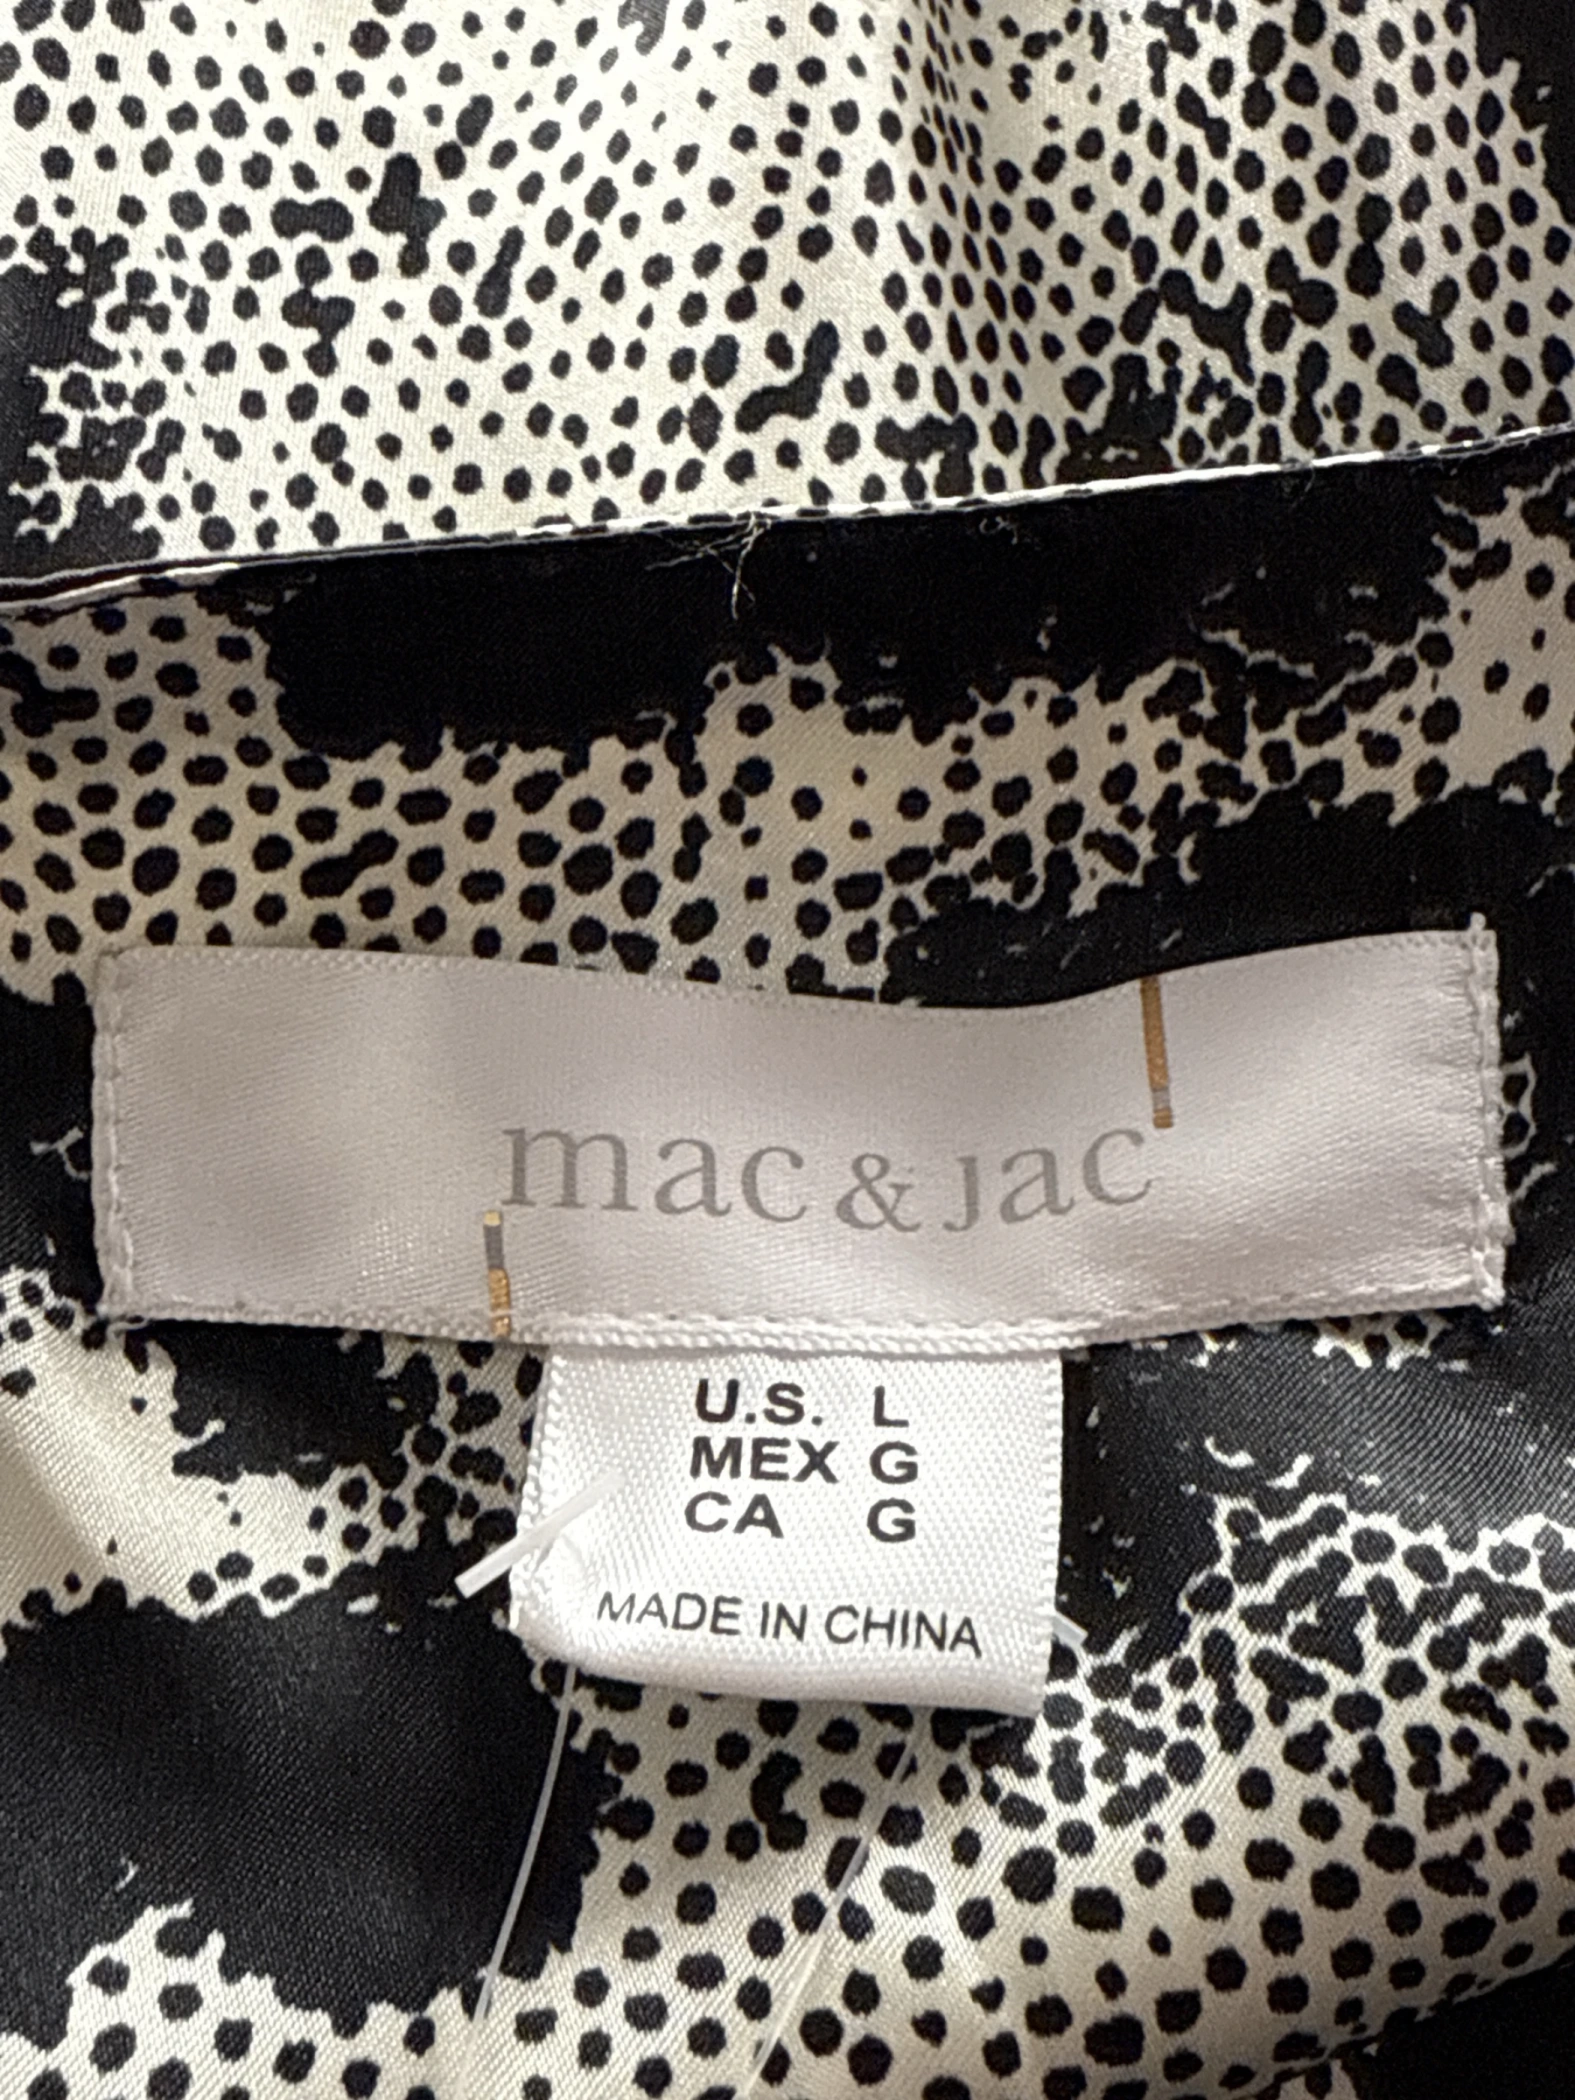 mac & jac
U.S. L
MEX G
CA G
MADE IN CHINA